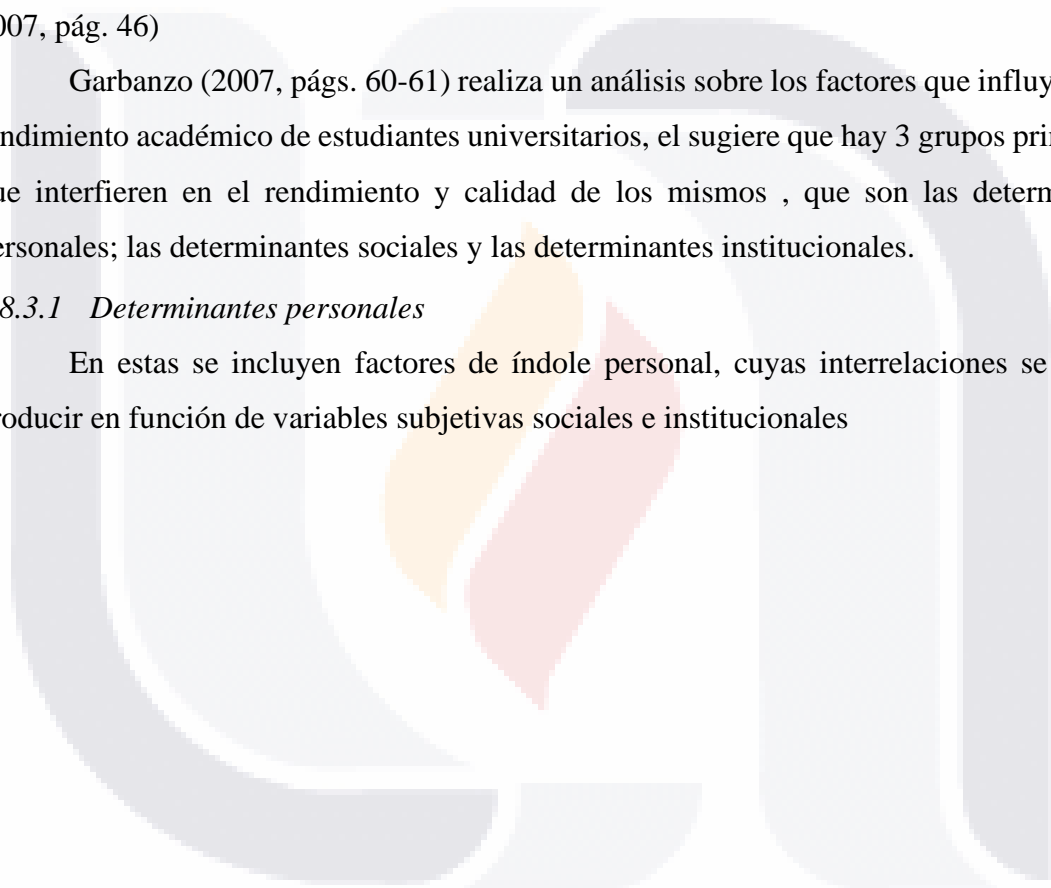 007, pág. 46)
Garbanzo (2007, págs. 60-61) realiza un análisis sobre los factores que influy
ndimiento académico de estudiantes universitarios, el sugiere que hay 3 grupos prin
ue interfieren en el rendimiento y calidad de los mismos , que son las determ
ersonales; las determinantes sociales y las determinantes institucionales.
8.3.1 Determinantes personales
En estas se incluyen factores de índole personal, cuyas interrelaciones se
roducir en función de variables subjetivas sociales e institucionales